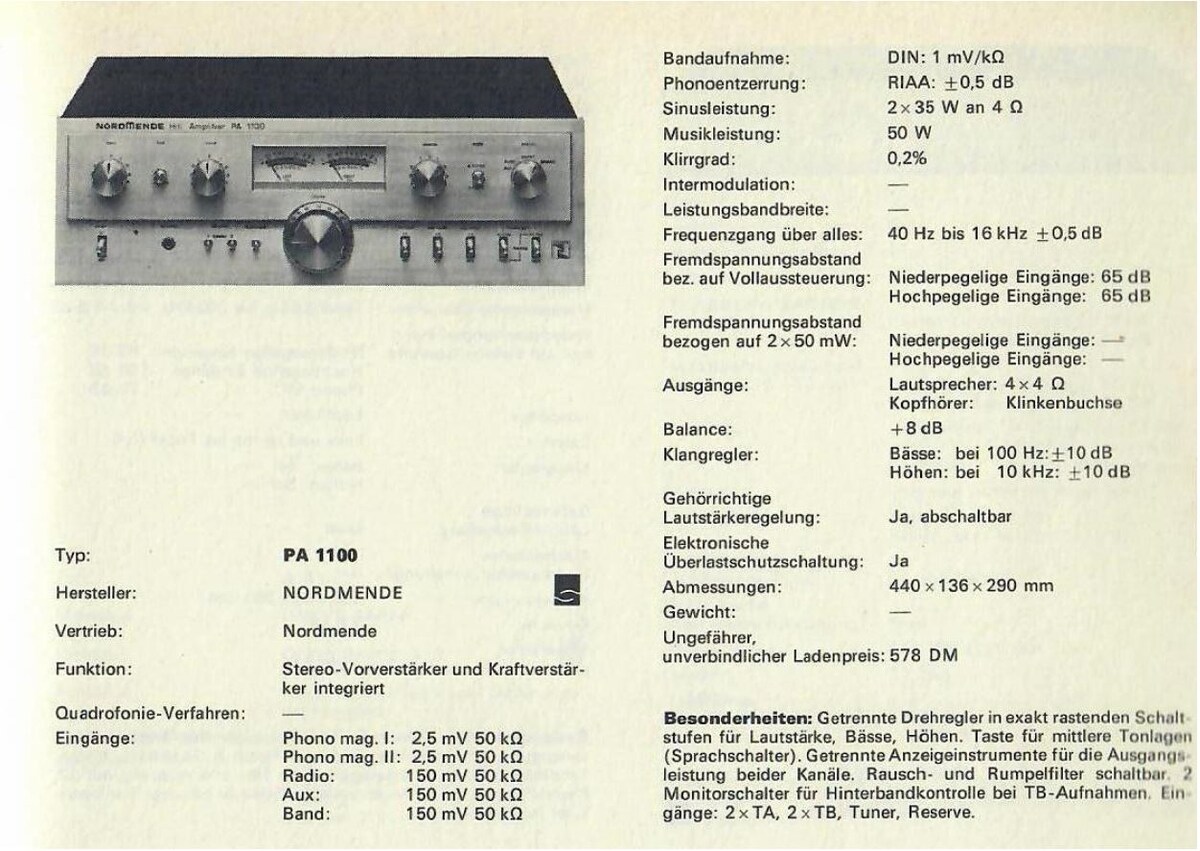 NORDMENDE Hifi Amplifier PA 1100
Typ: PA 1100
Hersteller: NORDMENDE
Vertrieb: Nordmende
Funktion: Stereo-Vorverstärker und Kraftverstär-
ker integriert
Quadrofonie-Verfahren: —
Eingänge: Phono mag. I: 2,5 mV 50 kΩ
Phono mag. II: 2,5 mV 50 kΩ
Radio: 150 mV 50 kΩ
Aux: 150 mV 50 kΩ
Band: 150 mV 50 kΩ
Bandaufnahme: DIN: 1 mV/kΩ
Phonoentzerrung: RIAA: ±0,5 dB
Sinusleistung: 2×35 W an 4 Ω
Musikleistung: 50 W
Klirrgrad: 0,2%
Intermodulation: —
Leistungsbandbreite: —
Frequenzgang über alles: 40 Hz bis 16 kHz ±0,5 dB
Fremdspannungsabstand
bez. auf Vollaussteuerung: Niederpegelige Eingänge: 65 dB
Hochpegelige Eingänge: 65 dB
Fremdspannungsabstand
bezogen auf 2×50 mW: Niederpegelige Eingänge: —
Hochpegelige Eingänge: —
Ausgänge: Lautsprecher: 4×4 Ω
Kopfhörer: Klinkenbuchse
Balance: +8 dB
Klangregler: Bässe: bei 100 Hz: ±10 dB
Höhen: bei 10 kHz: ±10 dB
Gehörrichtige
Lautstärkeregelung: Ja, abschaltbar
Elektronische
Überlastschutzschaltung: Ja
Abmessungen: 440×136×290 mm
Gewicht: —
Ungefährer,
unverbindlicher Ladenpreis: 578 DM
Besonderheiten: Getrennte Drehregler in exakt rastenden Schalt-
stufen für Lautstärke, Bässe, Höhen. Taste für mittlere Tonlagen
(Sprachschalter). Getrennte Anzeigeinstrumente für die Ausgangs-
leistung beider Kanäle. Rausch- und Rumpelfilter schaltbar. 2
Monitorschalter für Hinterbandkontrolle bei TB-Aufnahmen. Ein-
gänge: 2×TA, 2×TB, Tuner, Reserve.